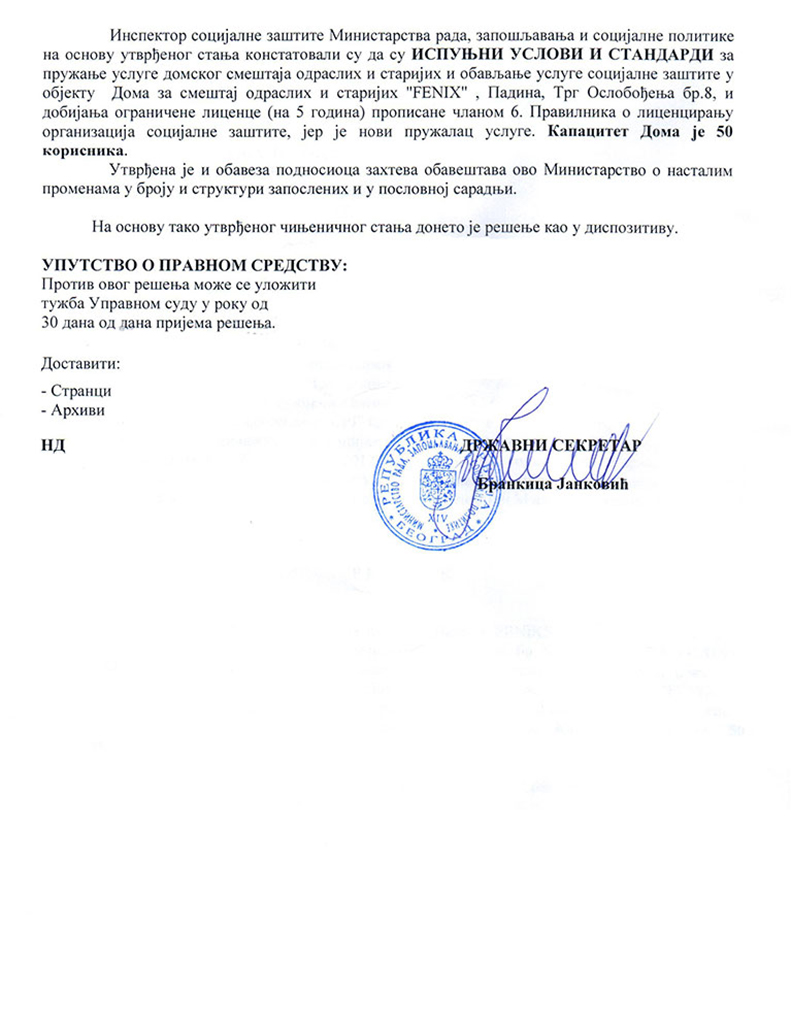 Инспектор социјалне заштите Министарства рада, запошљавања и социјалне политике
на основу утврђеног стања констатовали су да су ИСПУЊНИ УСЛОВИ И СТАНДАРДИ за
пружање услуге домског смештаја одраслих и старијих и обављање услуге социјалне заштите у
објекту Дома за смештај одраслих и старијих "FENIX" , Падина, Трг Ослобођења бр.8, и
добијања ограничене лиценце (на 5 година) прописане чланом 6. Правилника о лиценцирању
организација социјалне заштите, јер је нови пружалац услуге. Капацитет Дома је 50
корисника.
Утврђена је и обавеза подносиоца захтева обавештава ово Министарство о насталим
променама у броју и структури запослених и у пословној сарадњи.
На основу тако утврђеног чињеничног стања донето је решење као у диспозитиву.
УПУТСТВО О ПРАВНОМ СРЕДСТВУ:
Против овог решења може се уложити
тужба Управном суду у року од
30 дана од дана пријема решења.
Доставити:
- Странци
- Архиви
НД
ДРЖАВНИ СЕКРЕТАР
Бранкица Јанковић
РЕПУБЛИКА
МИНИСТАРСТВО РАДА, ЗАПОШЉАВАЊА
ПОЛИТИКЕ
XIV
БЕОГРАД